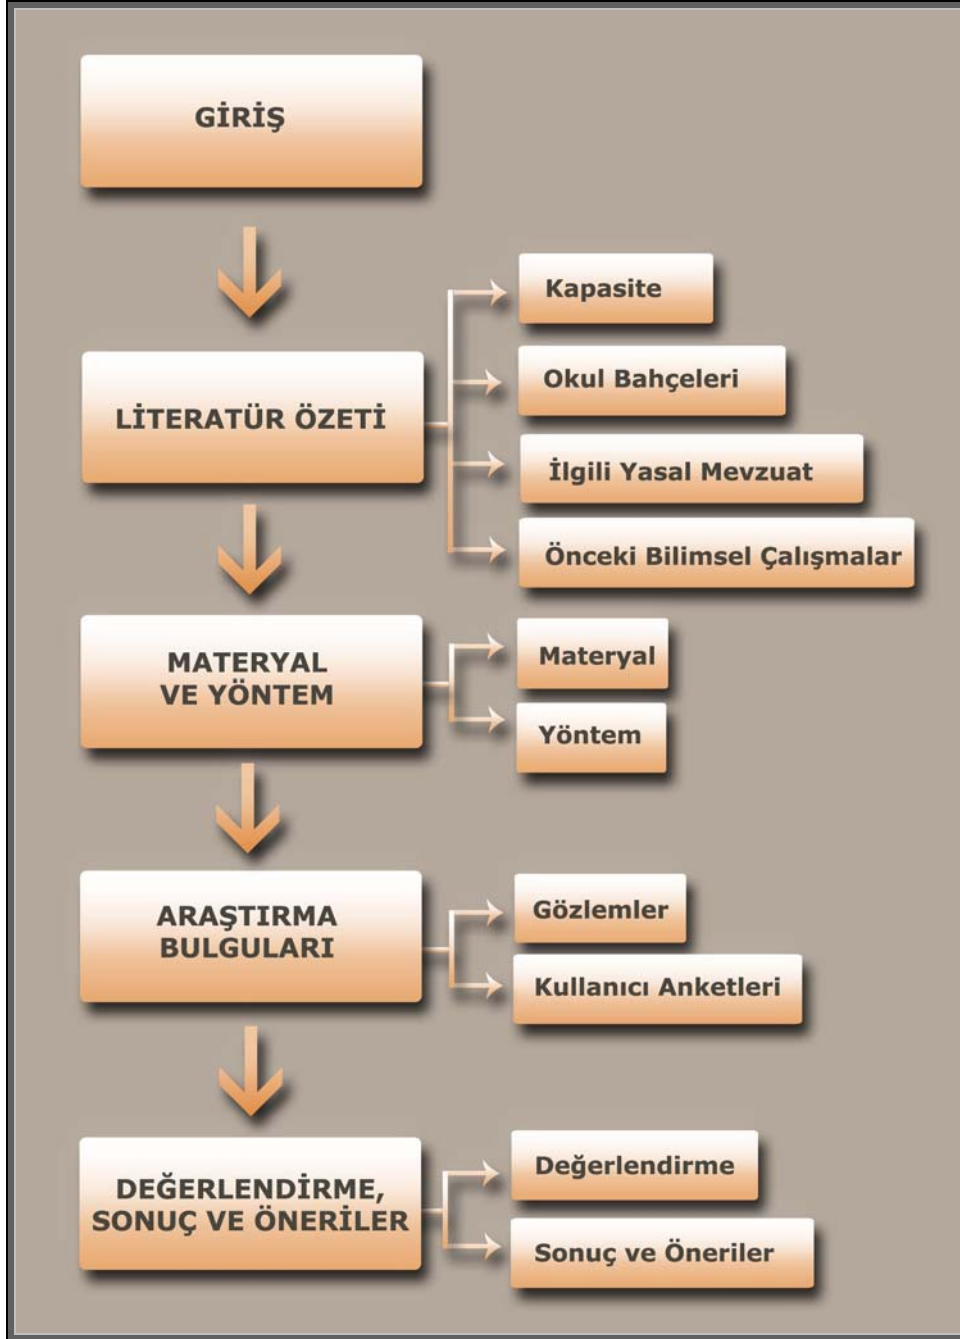 GİRİŞ
LİTERATÜR ÖZETİ
Kapasite
Okul Bahçeleri
İlgili Yasal Mevzuat
Önceki Bilimsel Çalışmalar
MATERYAL
VE YÖNTEM
Materyal
Yöntem
ARAŞTIRMA
BULGULARI
Gözlemler
Kullanıcı Anketleri
DEĞERLENDİRME,
SONUÇ VE ÖNERİLER
Değerlendirme
Sonuç ve Öneriler